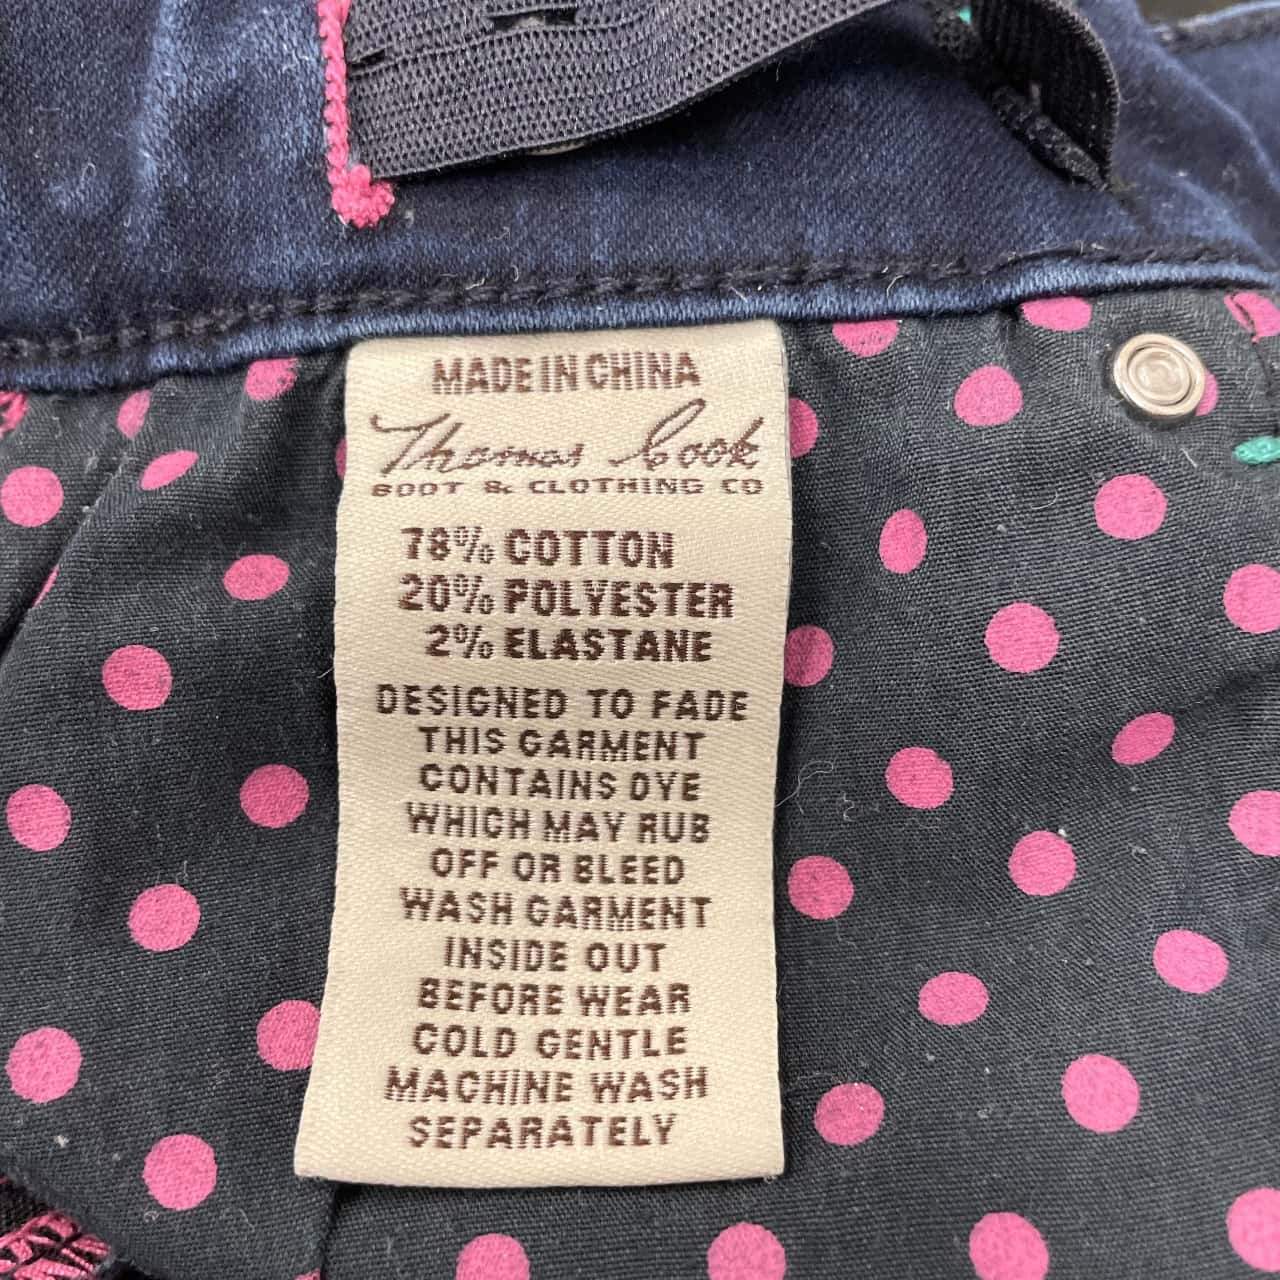 MADE IN CHINA
Thomas Cook
BOOT & CLOTHING CO
78% COTTON
20% POLYESTER
2% ELASTANE
DESIGNED TO FADE
THIS GARMENT
CONTAINS DYE
WHICH MAY RUB
OFF OR BLEED
WASH GARMENT
INSIDE OUT
BEFORE WEAR
COLD GENTLE
MACHINE WASH
SEPARATELY